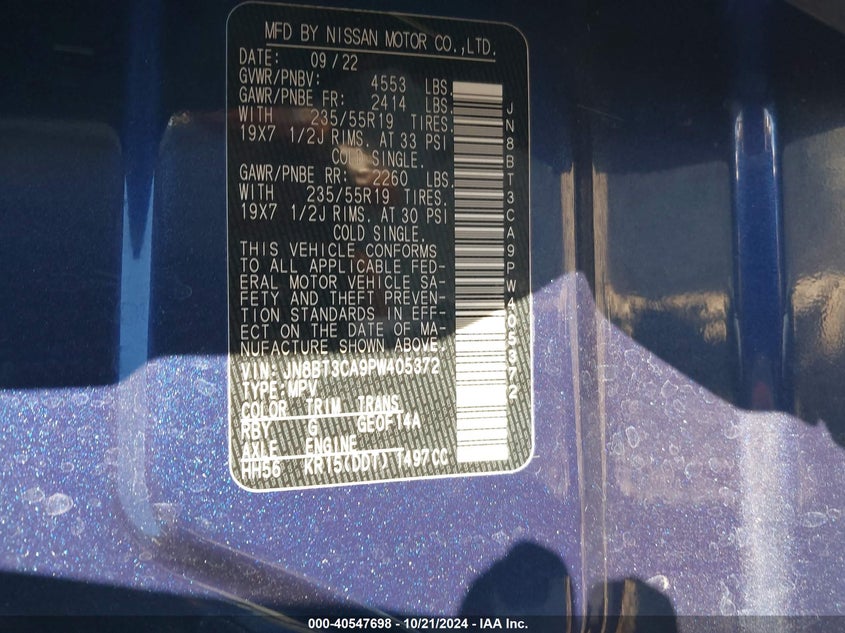 MFD BY NISSAN MOTOR CO.,LTD.
DATE: 09/22
GVWR/PNBV: 4553 LBS.
GAWR/PNBE FR: 2414 LBS.
WITH 235/55R19 TIRES.
19X7 1/2J RIMS. AT 33 PSI
COLD SINGLE.
GAWR/PNBE RR: 2260 LBS.
WITH 235/55R19 TIRES.
19X7 1/2J RIMS. AT 30 PSI
COLD SINGLE.
THIS VEHICLE CONFORMS
TO ALL APPLICABLE FED-
ERAL MOTOR VEHICLE SA-
FETY AND THEFT PREVEN-
TION STANDARDS IN EFF-
ECT ON THE DATE OF MA-
NUFACTURE SHOWN ABOVE.
VIN: JN8BT3CA9PW405372
TYPE:MPV
COLOR TRIM TRANS
RBY G GE0F14A
AXLE ENGINE
HH56 KR15(DDT) 1497CC
JN8BT3CA9PW405372
000-40547698 - 10/21/2024 - IAA Inc.